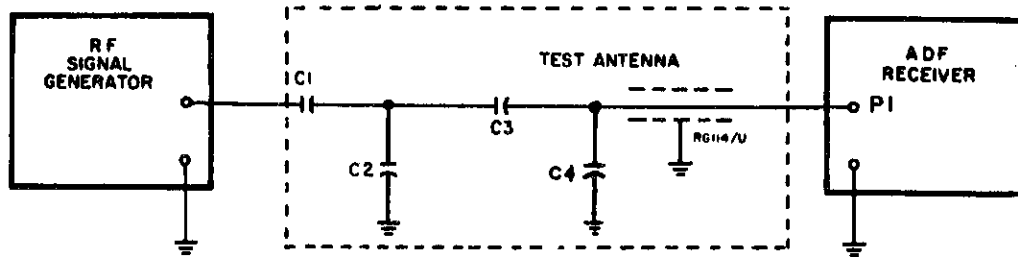 RF
SIGNAL
GENERATOR
C1
C2
C3
C4
TEST ANTENNA
RG114/U
ADF
RECEIVER
P1